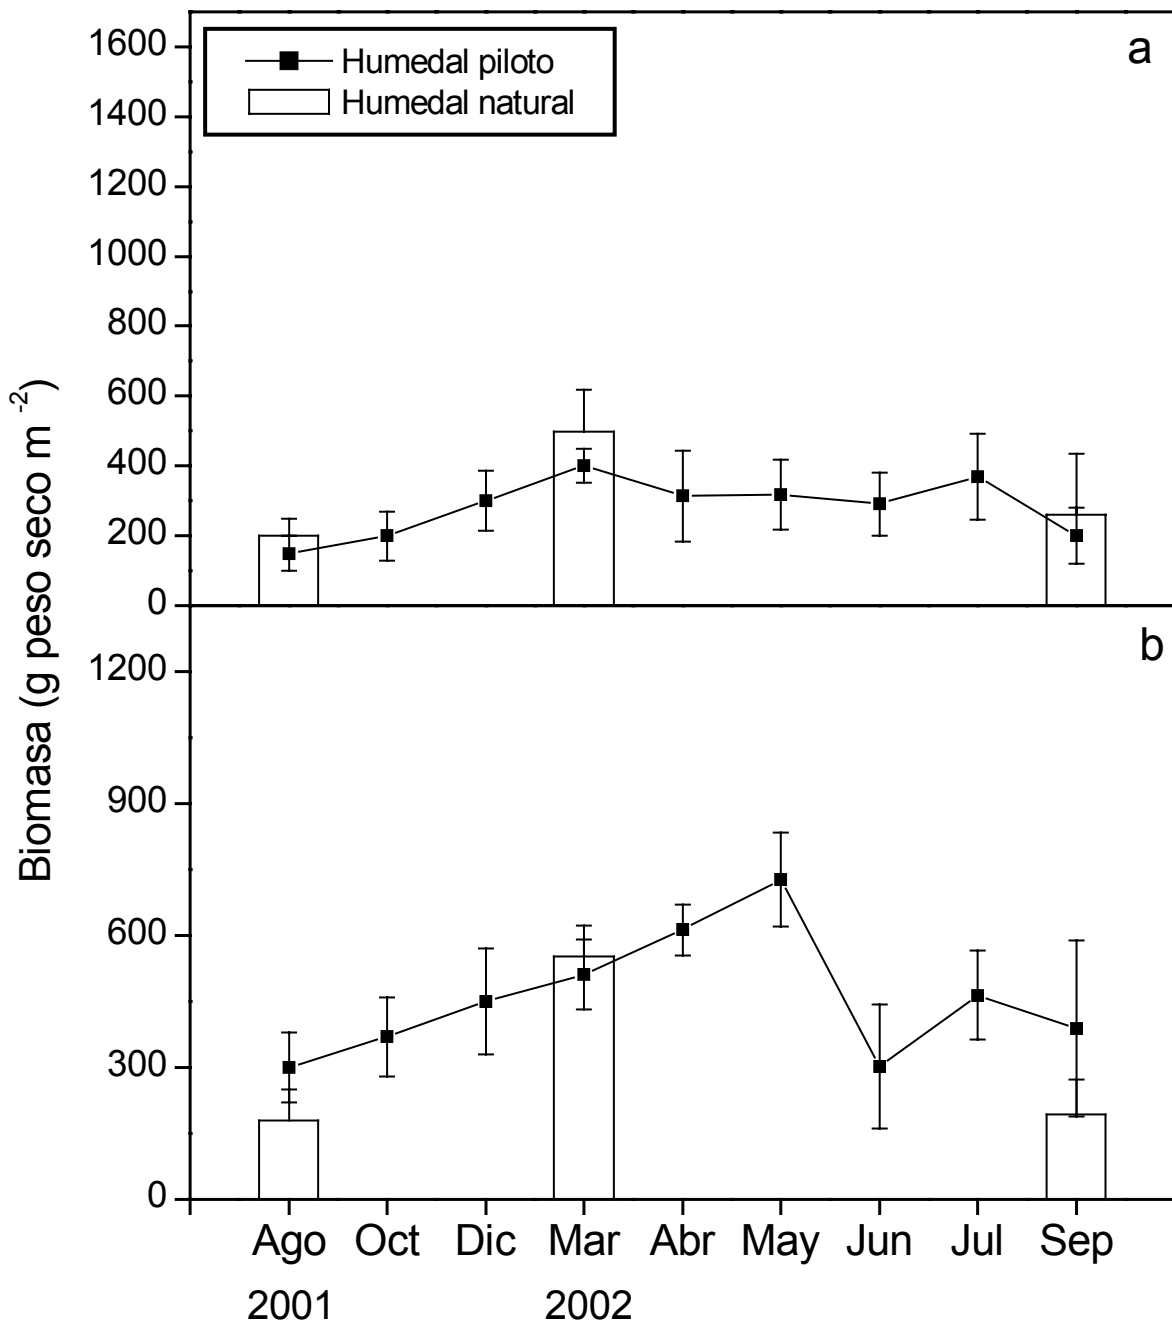 a
Humedal piloto
Humedal natural
1600
1400
1200
1000
800
600
400
200
0
b
1200
900
600
300
0
Biomasa (g peso seco m -2)
Ago Oct Dic Mar Abr May Jun Jul Sep
2001 2002